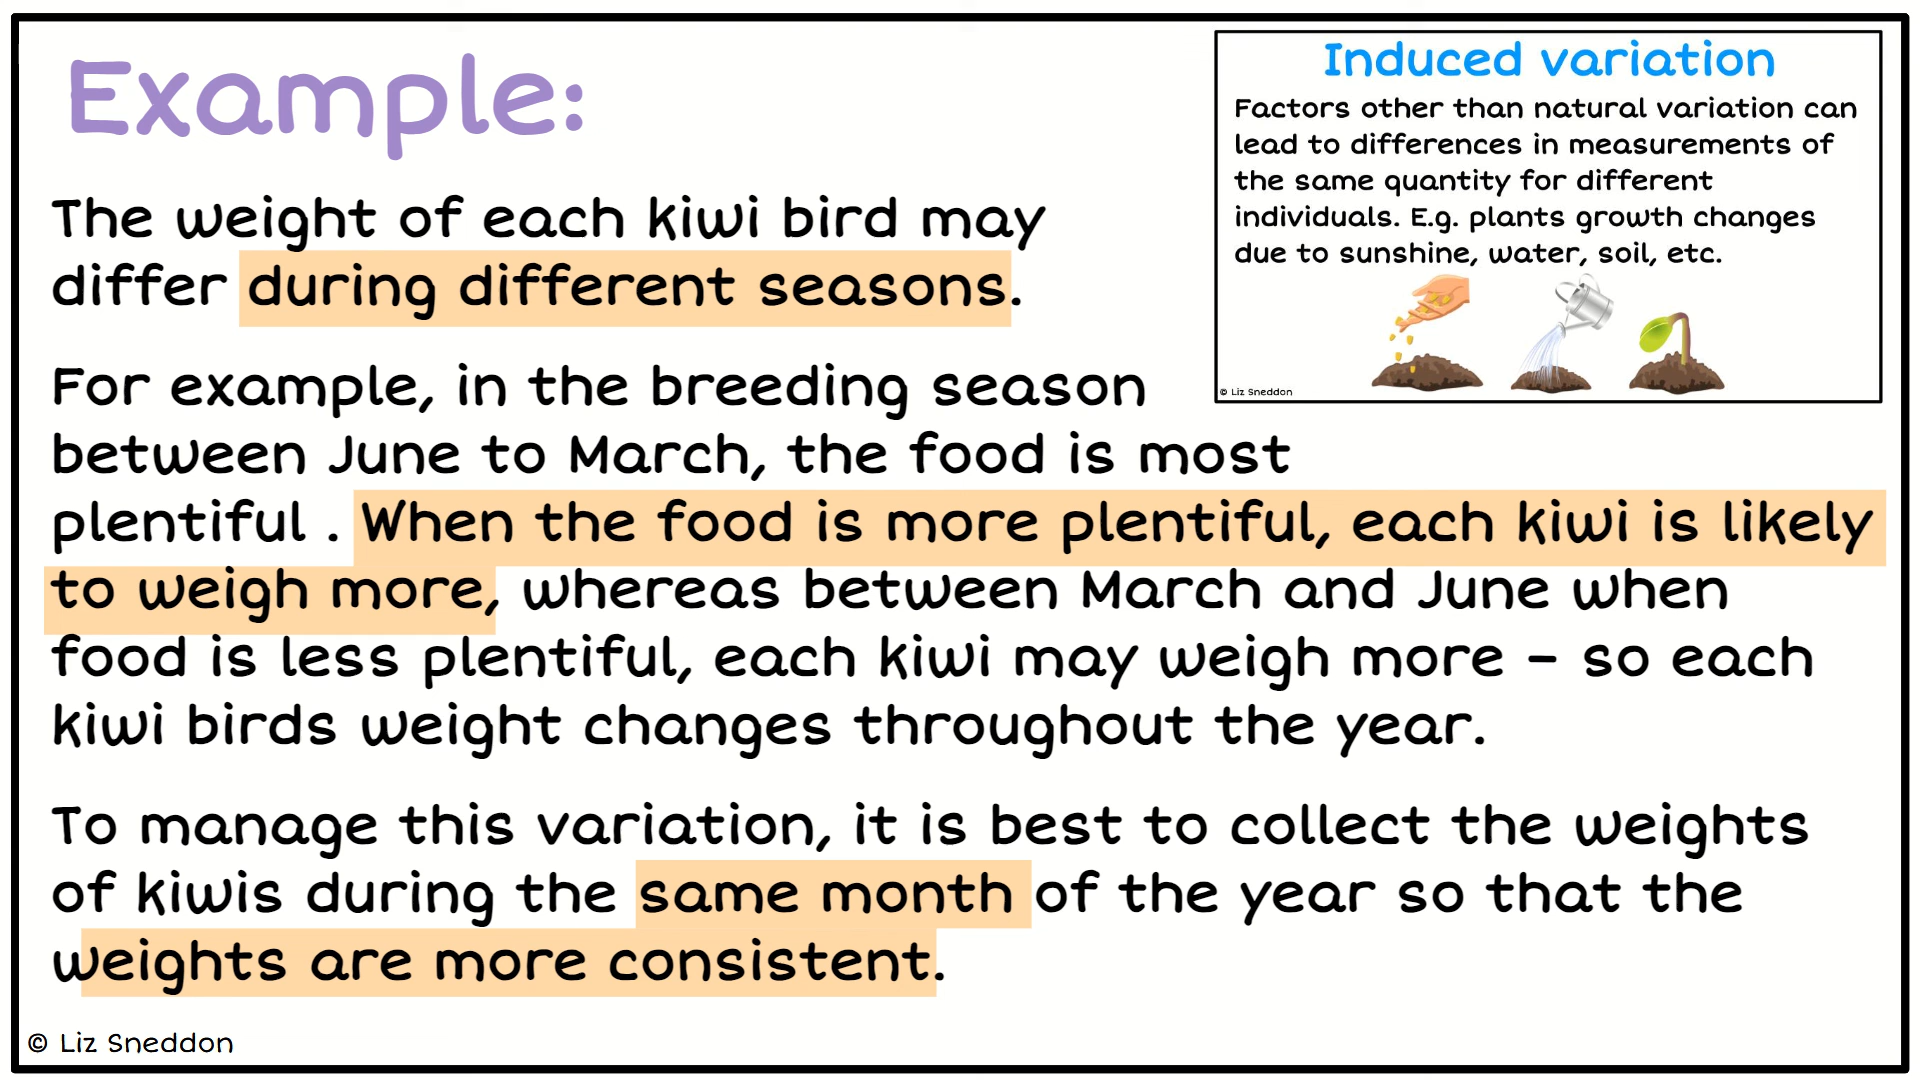 Example:
The weight of each kiwi bird may
differ during different seasons.
For example, in the breeding season
between June to March, the food is most
plentiful . When the food is more plentiful, each kiwi is likely
to weigh more, whereas between March and June when
food is less plentiful, each kiwi may weigh more – so each
kiwi birds weight changes throughout the year.
To manage this variation, it is best to collect the weights
of kiwis during the same month of the year so that the
weights are more consistent.
© Liz Sneddon
Induced variation
Factors other than natural variation can
lead to differences in measurements of
the same quantity for different
individuals. E.g. plants growth changes
due to sunshine, water, soil, etc.
© Liz Sneddon